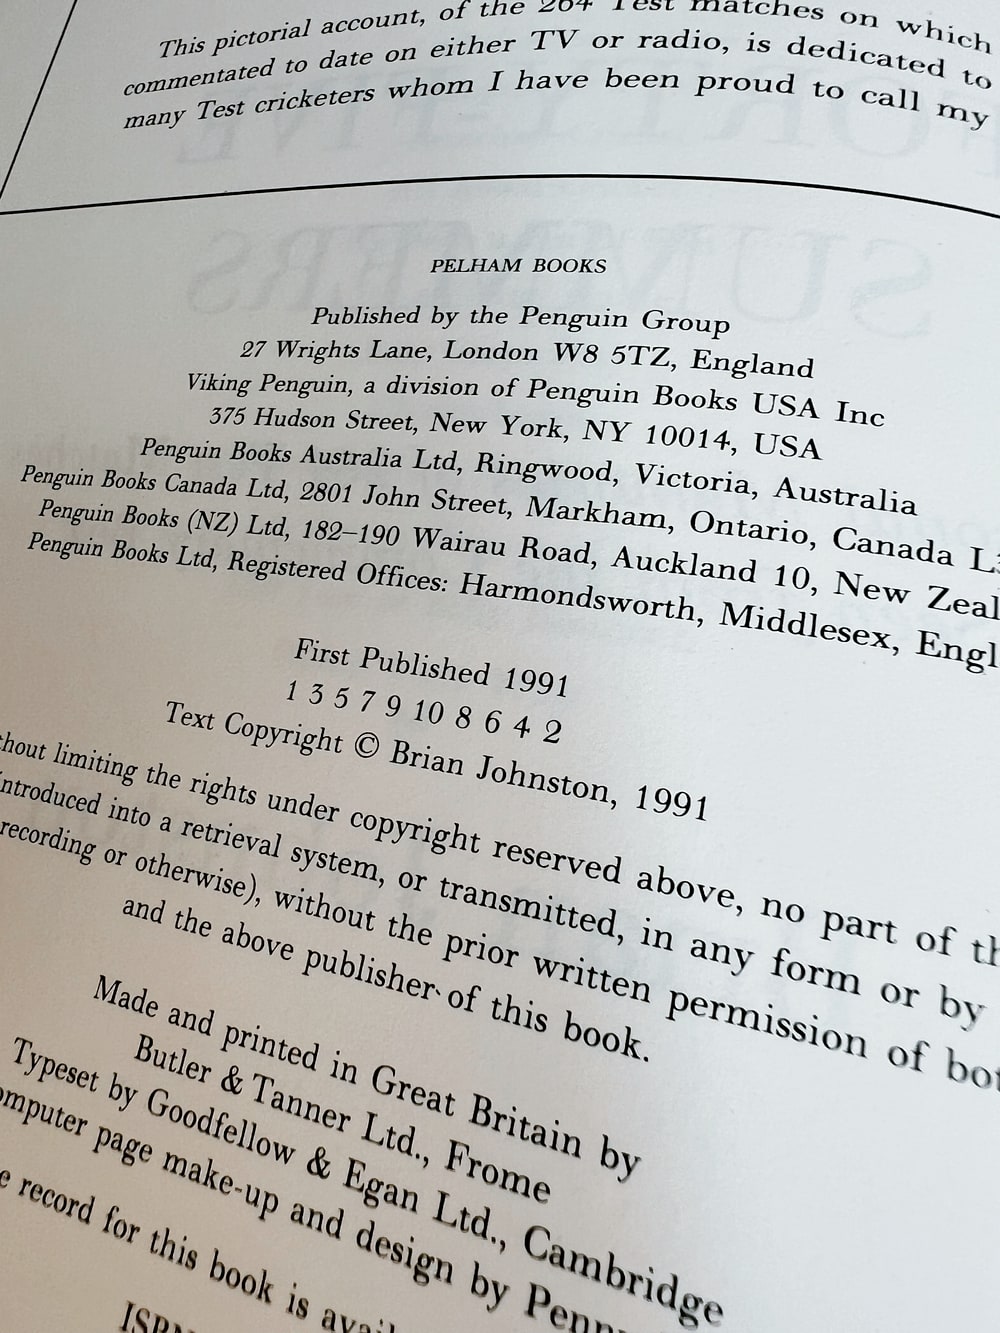 This pictorial account, of the 264 Test matches on which
commentated to date on either TV or radio, is dedicated to
many Test cricketers whom I have been proud to call my
PELHAM BOOKS
Published by the Penguin Group
27 Wrights Lane, London W8 5TZ, England
Viking Penguin, a division of Penguin Books USA Inc
375 Hudson Street, New York, NY 10014, USA
Penguin Books Australia Ltd, Ringwood, Victoria, Australia
Penguin Books Canada Ltd, 2801 John Street, Markham, Ontario, Canada
Penguin Books (NZ) Ltd, 182–190 Wairau Road, Auckland 10, New Zeal
Penguin Books Ltd, Registered Offices: Harmondsworth, Middlesex, Engl
First Published 1991
1 3 5 7 9 10 8 6 4 2
Text Copyright © Brian Johnston, 1991
thout limiting the rights under copyright reserved above, no part of th
introduced into a retrieval system, or transmitted, in any form or by
recording or otherwise), without the prior written permission of bot
and the above publisher of this book.
Made and printed in Great Britain by
Butler & Tanner Ltd., Frome
Typeset by Goodfellow & Egan Ltd., Cambridge
omputer page make-up and design by Penn
e record for this book is avail
ISBN